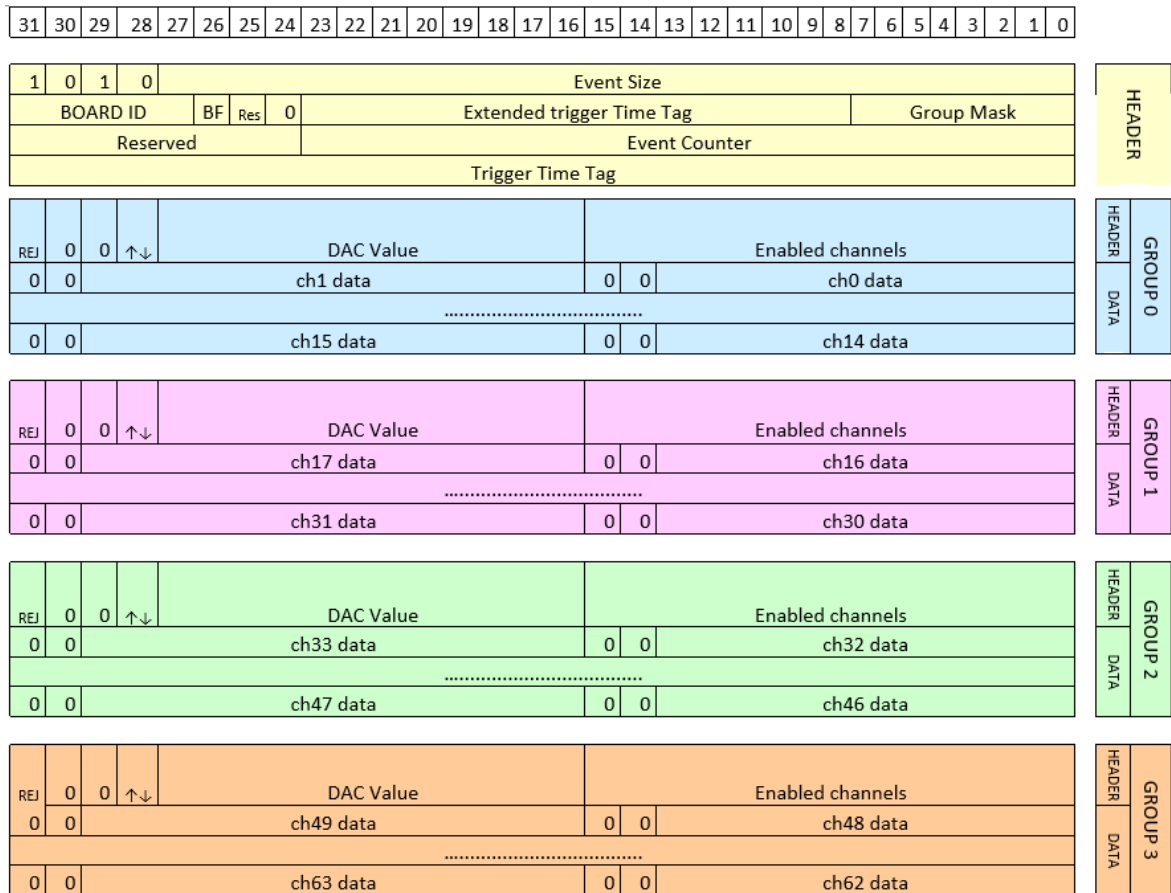 31 30 29 28 27 26 25 24 23 22 21 20 19 18 17 16 15 14 13 12 11 10 9 8 7 6 5 4 3 2 1 0
1 0 1 0 Event Size
BOARD ID BF Res 0 Extended trigger Time Tag Group Mask
Reserved Event Counter
Trigger Time Tag
HEADER
REJ 0 0 ↑↓ DAC Value Enabled channels
0 0 ch1 data 0 0 ch0 data
.......................................
0 0 ch15 data 0 0 ch14 data
HEADER
DATA
GROUP 0
REJ 0 0 ↑↓ DAC Value Enabled channels
0 0 ch17 data 0 0 ch16 data
.......................................
0 0 ch31 data 0 0 ch30 data
HEADER
DATA
GROUP 1
REJ 0 0 ↑↓ DAC Value Enabled channels
0 0 ch33 data 0 0 ch32 data
.......................................
0 0 ch47 data 0 0 ch46 data
HEADER
DATA
GROUP 2
REJ 0 0 ↑↓ DAC Value Enabled channels
0 0 ch49 data 0 0 ch48 data
.......................................
0 0 ch63 data 0 0 ch62 data
HEADER
DATA
GROUP 3